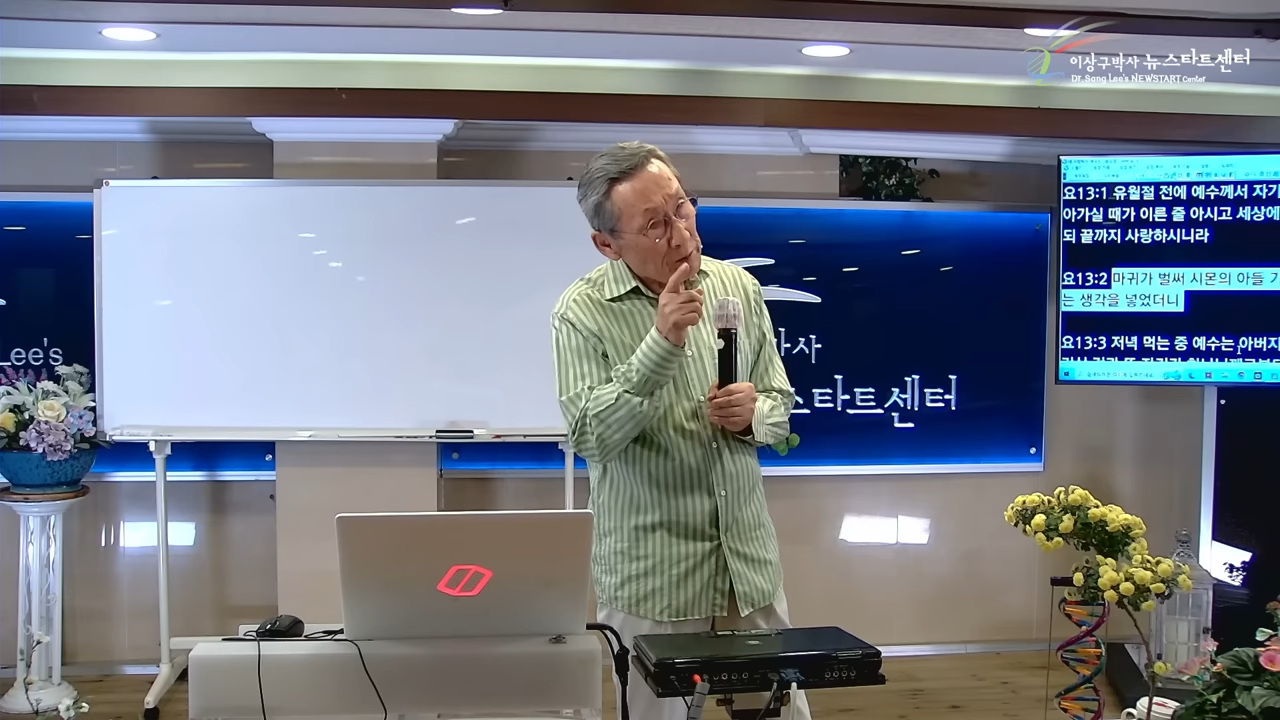 이상구박사 뉴스타트센터
Dr. Sang Lee's NEWSTART Center
요13:1 유월절 전에 예수께서 자기
아가실 때가 이른 줄 아시고 세상에
되 끝까지 사랑하시니라
요13:2 마귀가 벌써 시몬의 아들 가
는 생각을 넣었더니
요13:3 저녁 먹는 중 예수는 아버지
Lee's
사
스타트센터